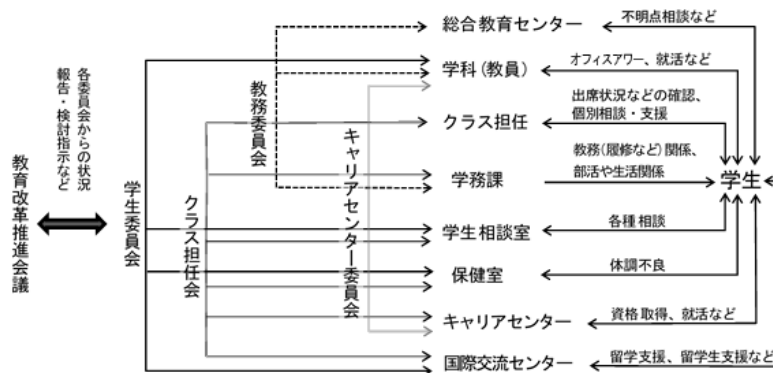 教育改革推進会議
各委員会からの状況
報告・検討指示など
学生委員会
クラス担任会
教務委員会
キャリアセンター委員会
総合教育センター
不明点相談など
学科(教員)
オフィスアワー、就活など
クラス担任
出席状況などの確認、
個別相談・支援
学務課
教務(履修など)関係、
部活や生活関係
学生
学生相談室
各種相談
保健室
体調不良
キャリアセンター
資格取得、就活など
国際交流センター
留学支援、留学生支援など